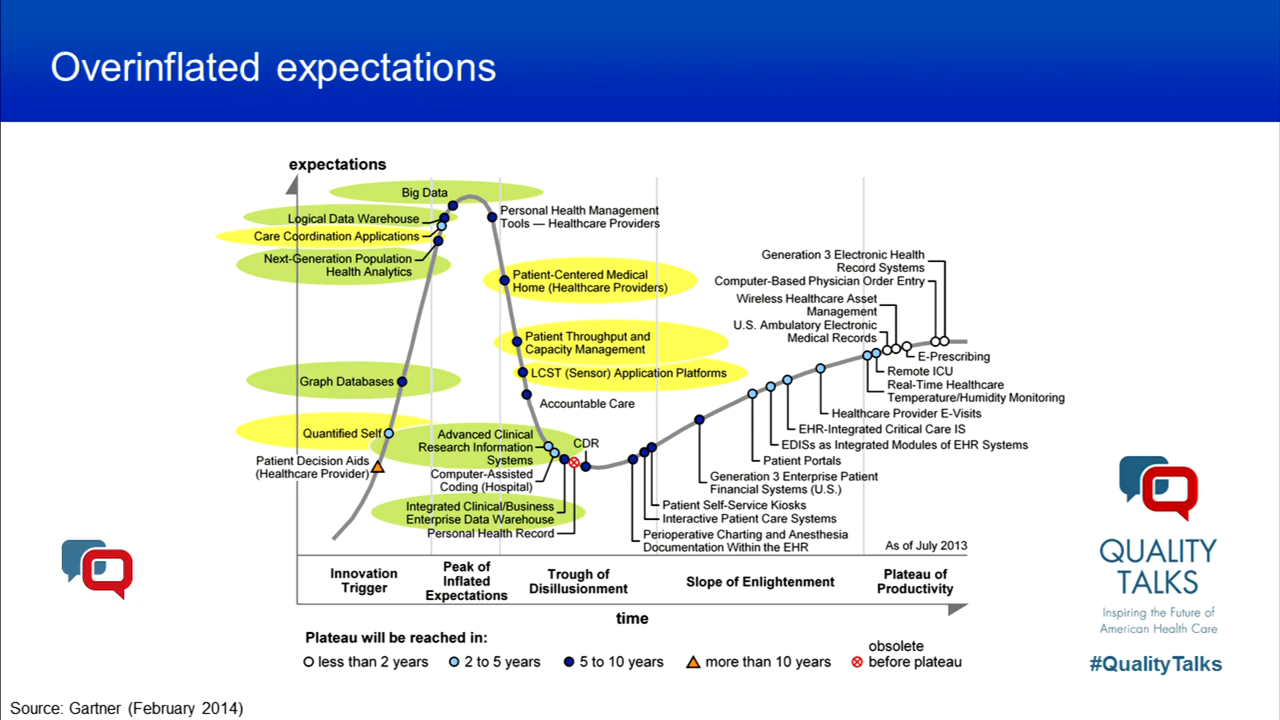 Overinflated expectations
expectations
Big Data
Logical Data Warehouse
Care Coordination Applications
Next-Generation Population
Health Analytics
Graph Databases
Quantified Self
Patient Decision Aids
(Healthcare Provider)
Advanced Clinical
Research Information
Systems
Computer-Assisted
Coding (Hospital)
Integrated Clinical/Business
Enterprise Data Warehouse
Personal Health Record
CDR
Personal Health Management
Tools — Healthcare Providers
Patient-Centered Medical
Home (Healthcare Providers)
Patient Throughput and
Capacity Management
LCST (Sensor) Application Platforms
Accountable Care
Generation 3 Electronic Health
Record Systems
Computer-Based Physician Order Entry
Wireless Healthcare Asset
Management
U.S. Ambulatory Electronic
Medical Records
E-Prescribing
Remote ICU
Real-Time Healthcare
Temperature/Humidity Monitoring
Healthcare Provider E-Visits
EHR-Integrated Critical Care IS
EDISs as Integrated Modules of EHR Systems
Patient Portals
Generation 3 Enterprise Patient
Financial Systems (U.S.)
Patient Self-Service Kiosks
Interactive Patient Care Systems
Perioperative Charting and Anesthesia
Documentation Within the EHR
As of July 2013
Innovation
Trigger
Peak of
Inflated
Expectations
Trough of
Disillusionment
Slope of Enlightenment
Plateau of
Productivity
time
Plateau will be reached in:
less than 2 years
2 to 5 years
5 to 10 years
more than 10 years
obsolete
before plateau
QUALITY
TALKS
Inspiring the Future of
American Health Care
#QualityTalks
Source: Gartner (February 2014)